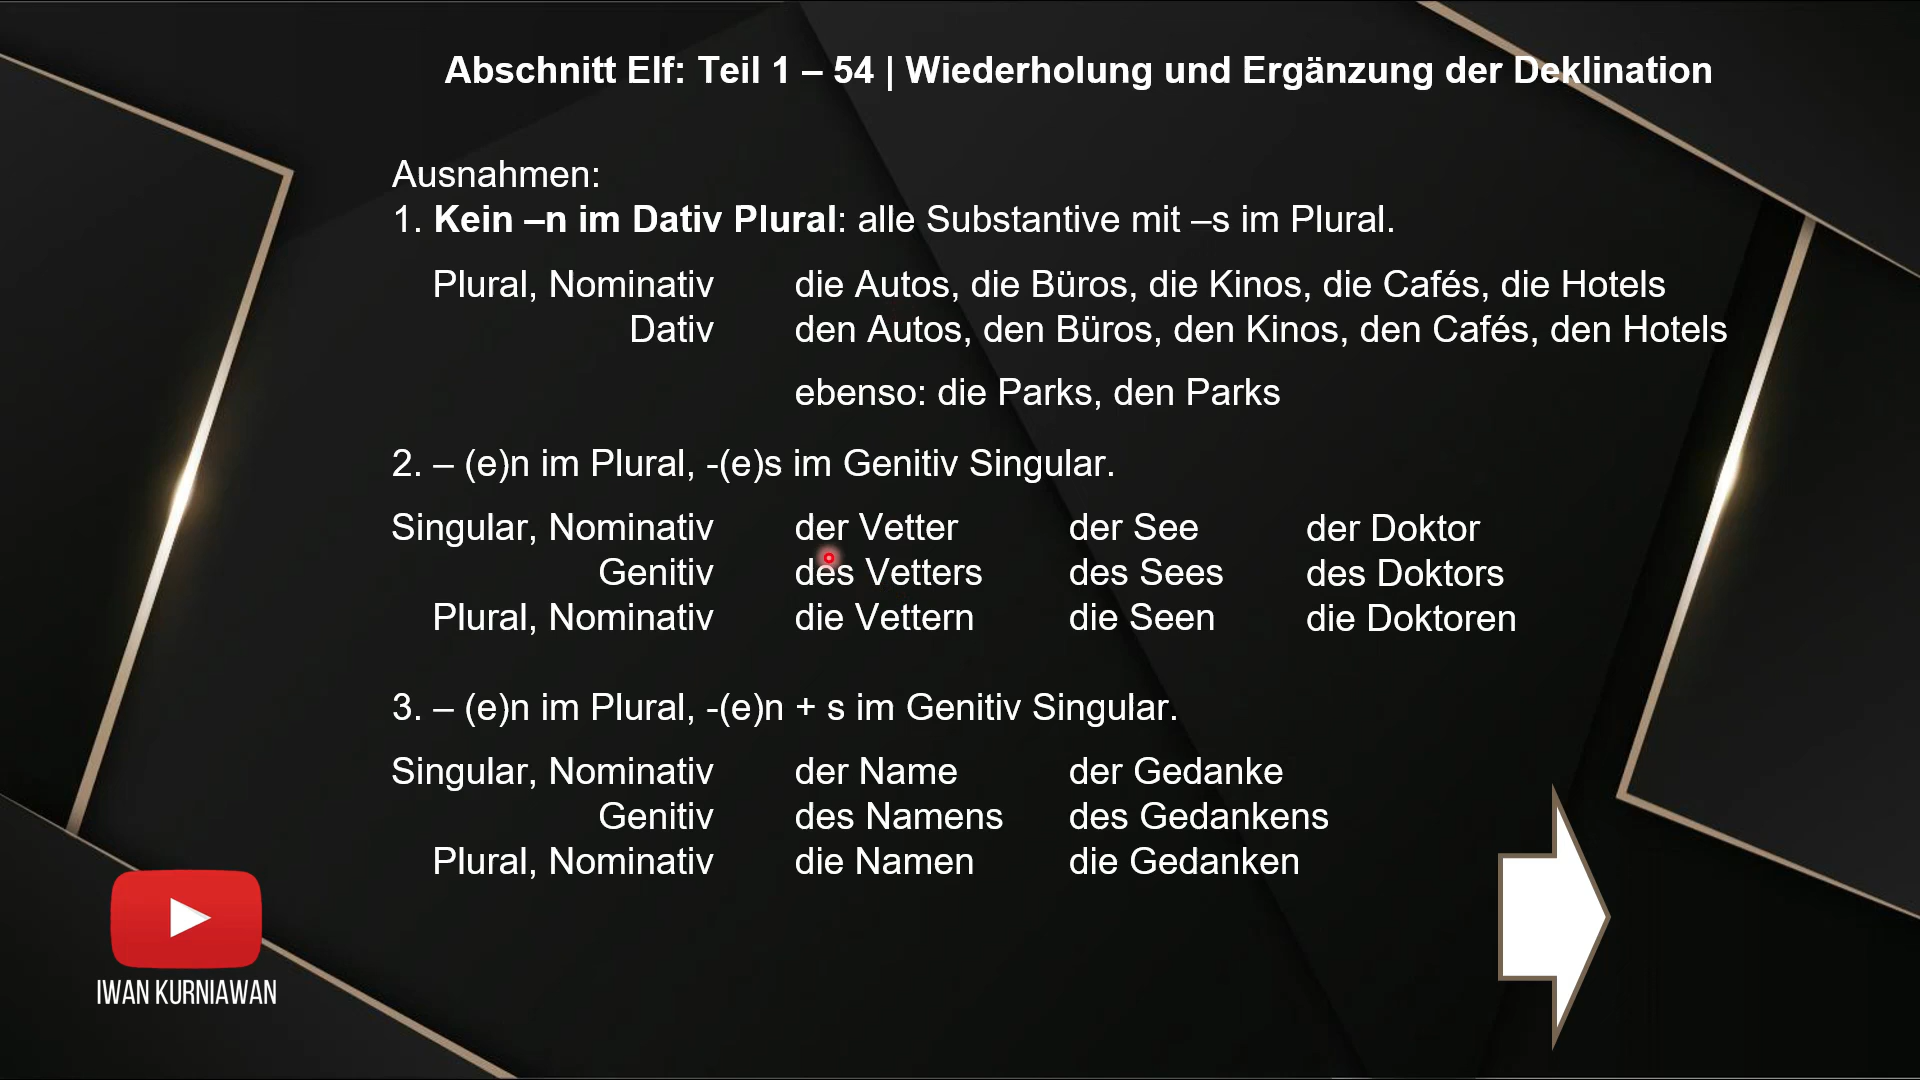 Abschnitt Elf: Teil 1 – 54 | Wiederholung und Ergänzung der Deklination
Ausnahmen:
1. Kein –n im Dativ Plural: alle Substantive mit –s im Plural.
Plural, Nominativ die Autos, die Büros, die Kinos, die Cafés, die Hotels
Dativ den Autos, den Büros, den Kinos, den Cafés, den Hotels
ebenso: die Parks, den Parks
2. – (e)n im Plural, -(e)s im Genitiv Singular.
Singular, Nominativ der Vetter der See der Doktor
Genitiv des Vetters des Sees des Doktors
Plural, Nominativ die Vettern die Seen die Doktoren
3. – (e)n im Plural, -(e)n + s im Genitiv Singular.
Singular, Nominativ der Name der Gedanke
Genitiv des Namens des Gedankens
Plural, Nominativ die Namen die Gedanken
IWAN KURNIAWAN